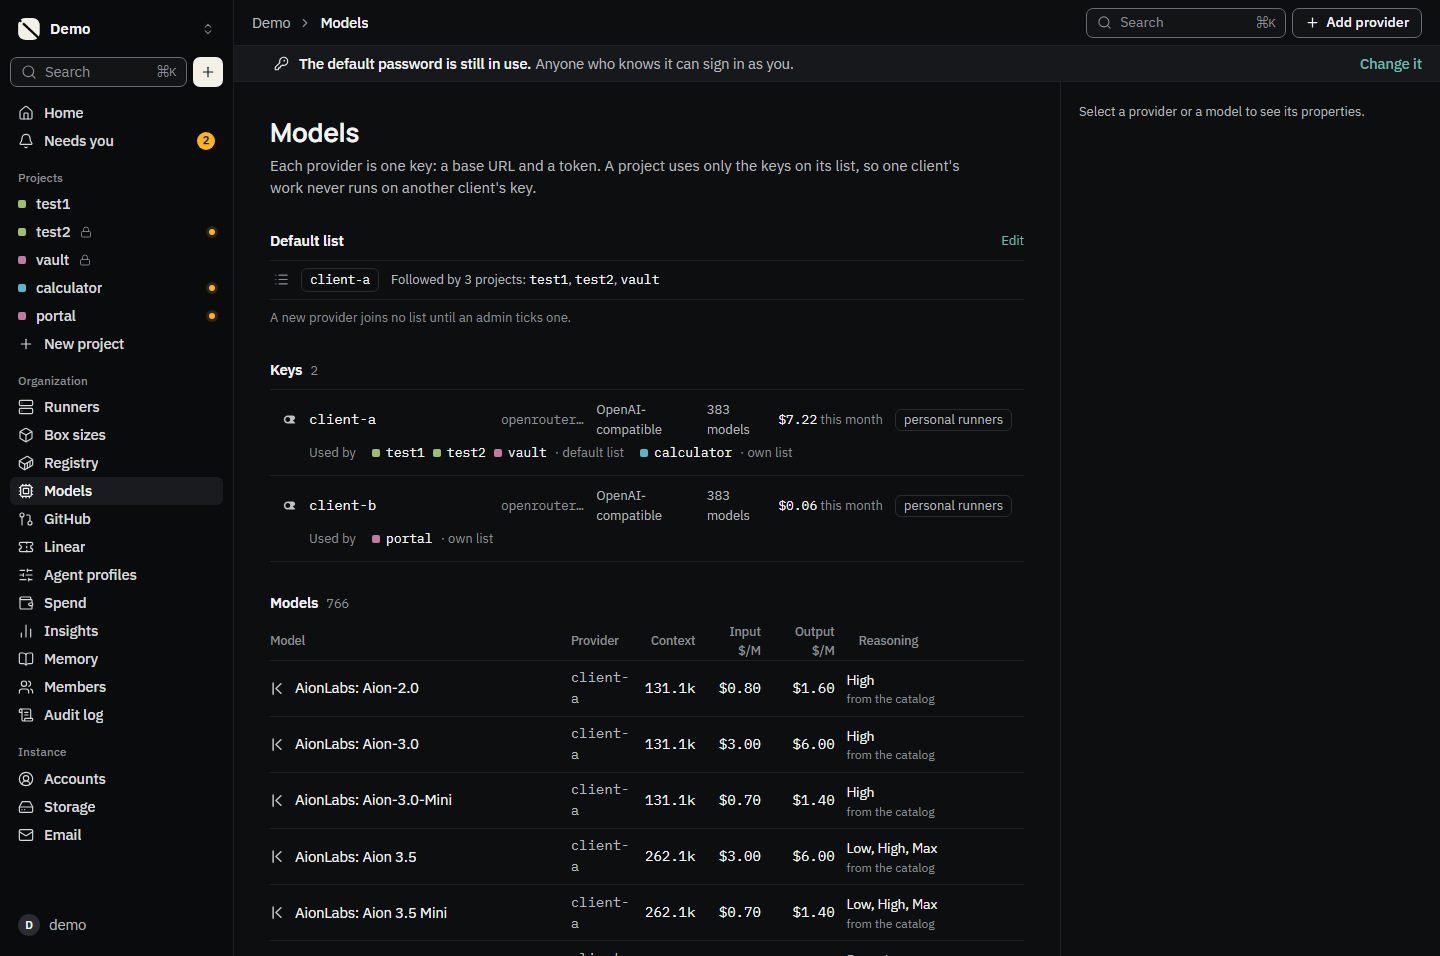 Demo
Search ⌘K
Home
Needs you 2
Projects
test1
test2
vault
calculator
portal
New project
Organization
Runners
Box sizes
Registry
Models
GitHub
Linear
Agent profiles
Spend
Insights
Memory
Members
Audit log
Instance
Accounts
Storage
Email
D demo
Demo > Models
Search ⌘K
+ Add provider
The default password is still in use. Anyone who knows it can sign in as you. Change it
Models
Each provider is one key: a base URL and a token. A project uses only the keys on its list, so one client's
work never runs on another client's key.
Default list Edit
client-a Followed by 3 projects: test1, test2, vault
A new provider joins no list until an admin ticks one.
Keys 2
client-a openrouter… OpenAI-compatible 383 models $7.22 this month personal runners
Used by test1 test2 vault · default list calculator · own list
client-b openrouter… OpenAI-compatible 383 models $0.06 this month personal runners
Used by portal · own list
Models 766
Model Provider Context Input $/M Output $/M Reasoning
AionLabs: Aion-2.0 client-a 131.1k $0.80 $1.60 High
from the catalog
AionLabs: Aion-3.0 client-a 131.1k $3.00 $6.00 High
from the catalog
AionLabs: Aion-3.0-Mini client-a 131.1k $0.70 $1.40 High
from the catalog
AionLabs: Aion 3.5 client-a 262.1k $3.00 $6.00 Low, High, Max
from the catalog
AionLabs: Aion 3.5 Mini client-a 262.1k $0.70 $1.40 Low, High, Max
from the catalog
Select a provider or a model to see its properties.